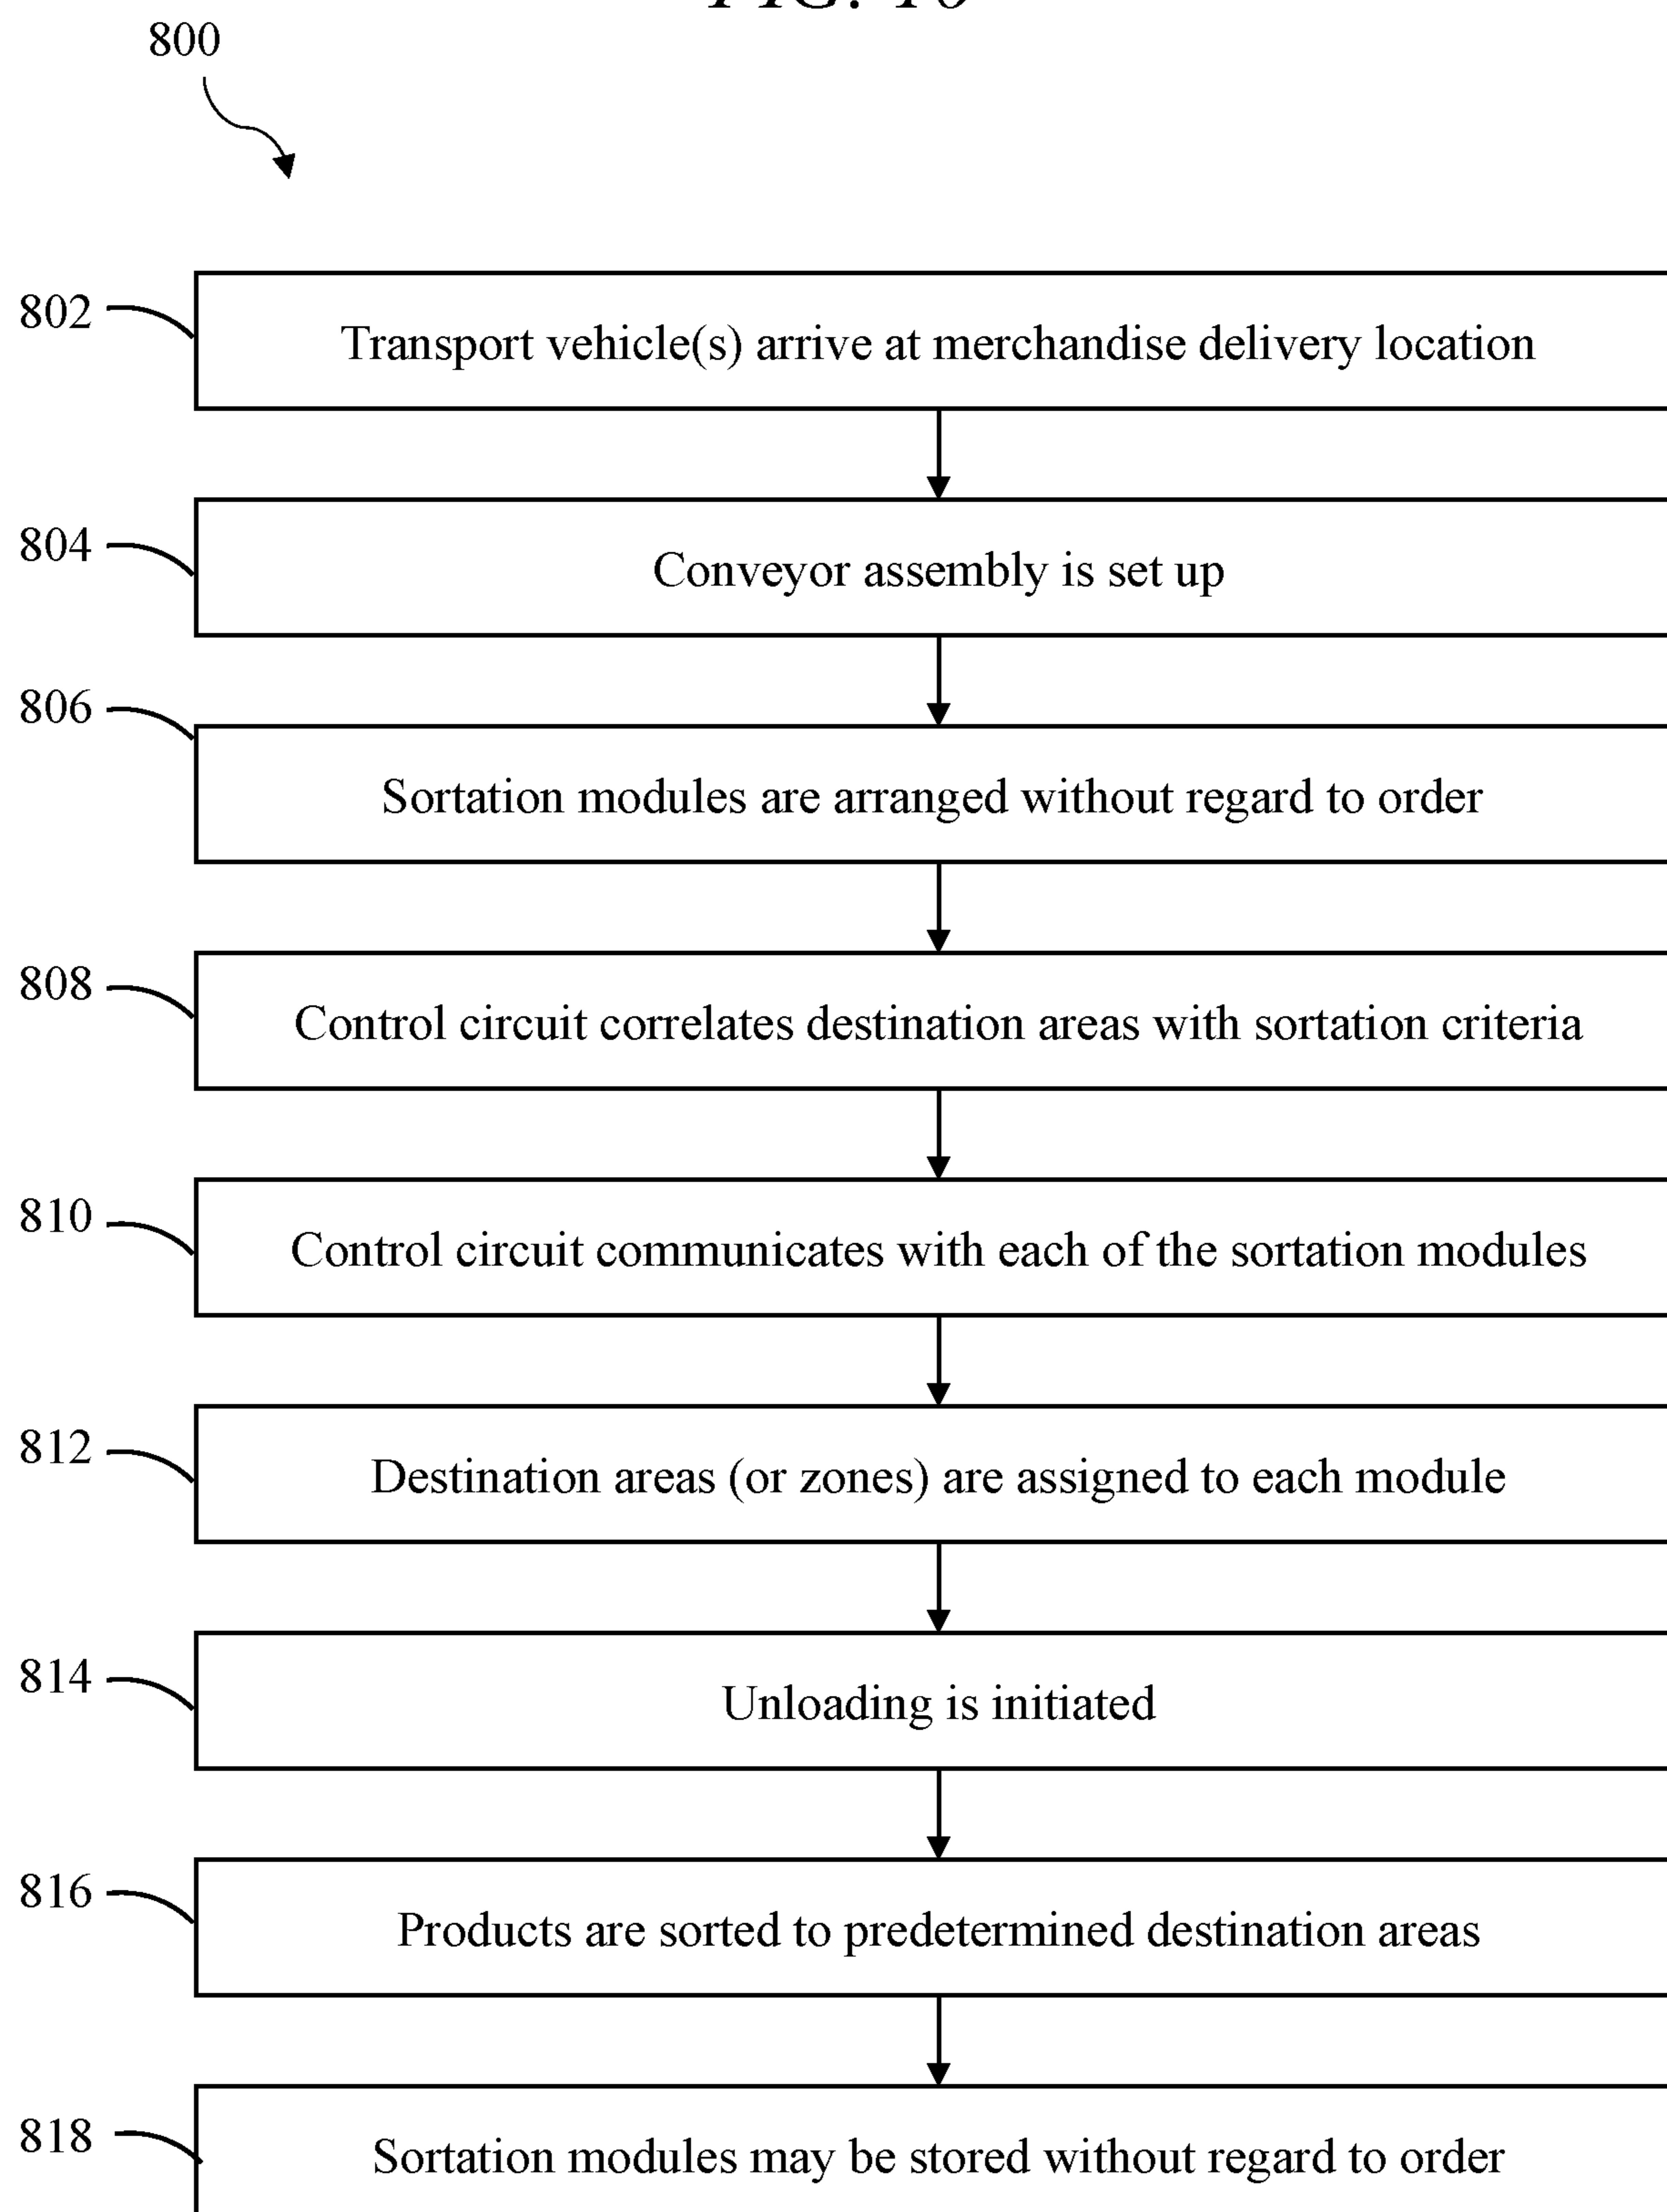 FIG. 10
800
802
Transport vehicle(s) arrive at merchandise delivery location
804
Conveyor assembly is set up
806
Sortation modules are arranged without regard to order
808
Control circuit correlates destination areas with sortation criteria
810
Control circuit communicates with each of the sortation modules
812
Destination areas (or zones) are assigned to each module
814
Unloading is initiated
816
Products are sorted to predetermined destination areas
818
Sortation modules may be stored without regard to order